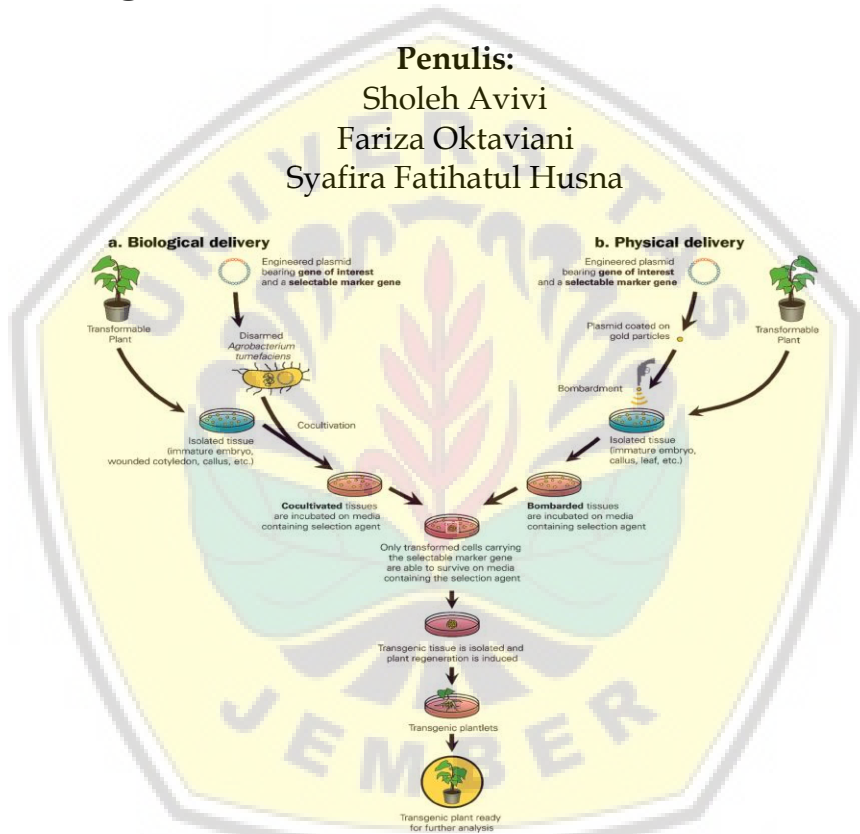 Penulis:
Sholeh Avivi
Fariza Oktaviani
Syafira Fatihatul Husna
UNIVERSITAS
a. Biological delivery
Engineered plasmid
bearing gene of interest
and a selectable marker gene
Transformable
Plant
Disarmed
Agrobacterium
tumefaciens
Cocultivation
Isolated tissue
(immature embryo,
wounded cotyledon, callus, etc.)
Cocultivated tissues
are incubated on media
containing selection agent
b. Physical delivery
Engineered plasmid
bearing gene of interest
and a selectable marker gene
Transformable
Plant
Plasmid coated on
gold particles
Bombardment
Isolated tissue
(immature embryo,
callus, leaf, etc.)
Bombarded tissues
are incubated on media
containing selection agent
Only transformed cells carrying
the selectable marker gene
are able to survive on media
containing the selection agent
Transgenic tissue is isolated and
plant regeneration is induced
Transgenic plantlets
Transgenic plant ready
for further analysis
JEMBER